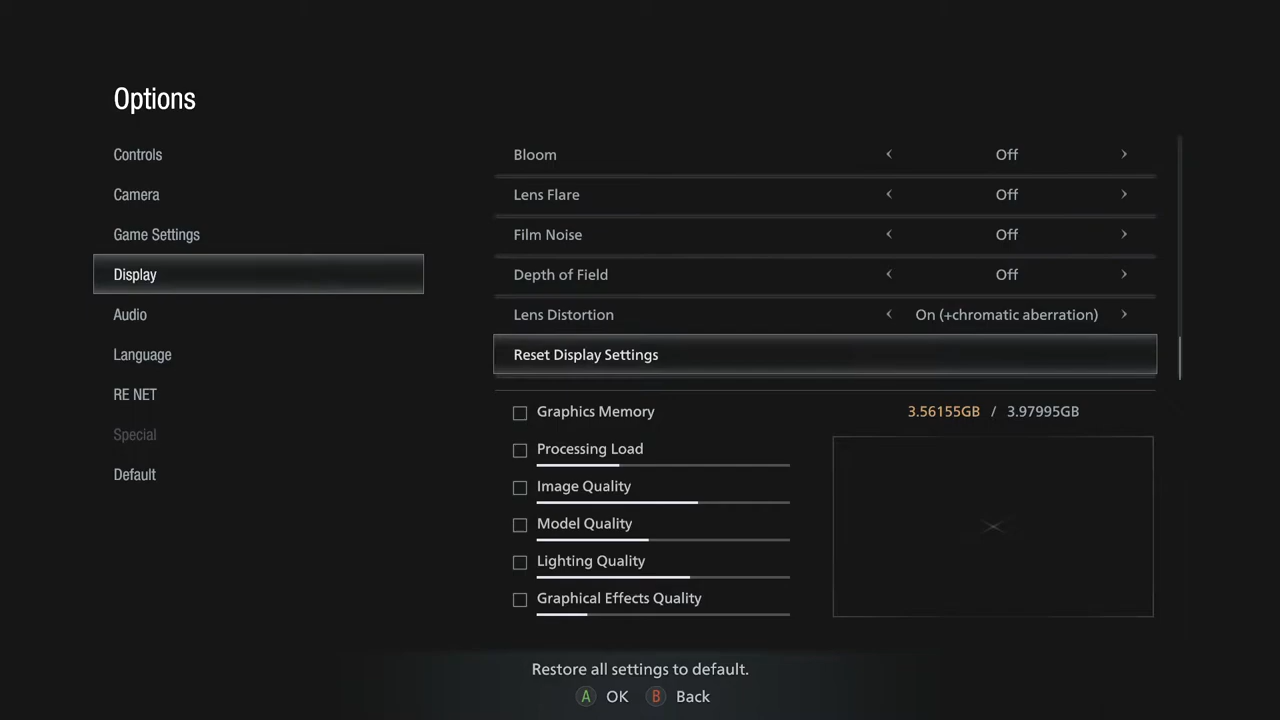 Options
Controls
Camera
Game Settings
Display
Audio
Language
RE NET
Special
Default
Bloom < Off >
Lens Flare < Off >
Film Noise < Off >
Depth of Field < Off >
Lens Distortion < On (+chromatic aberration) >
Reset Display Settings
Graphics Memory 3.56155GB / 3.97995GB
Processing Load
Image Quality
Model Quality
Lighting Quality
Graphical Effects Quality
Restore all settings to default.
A OK B Back